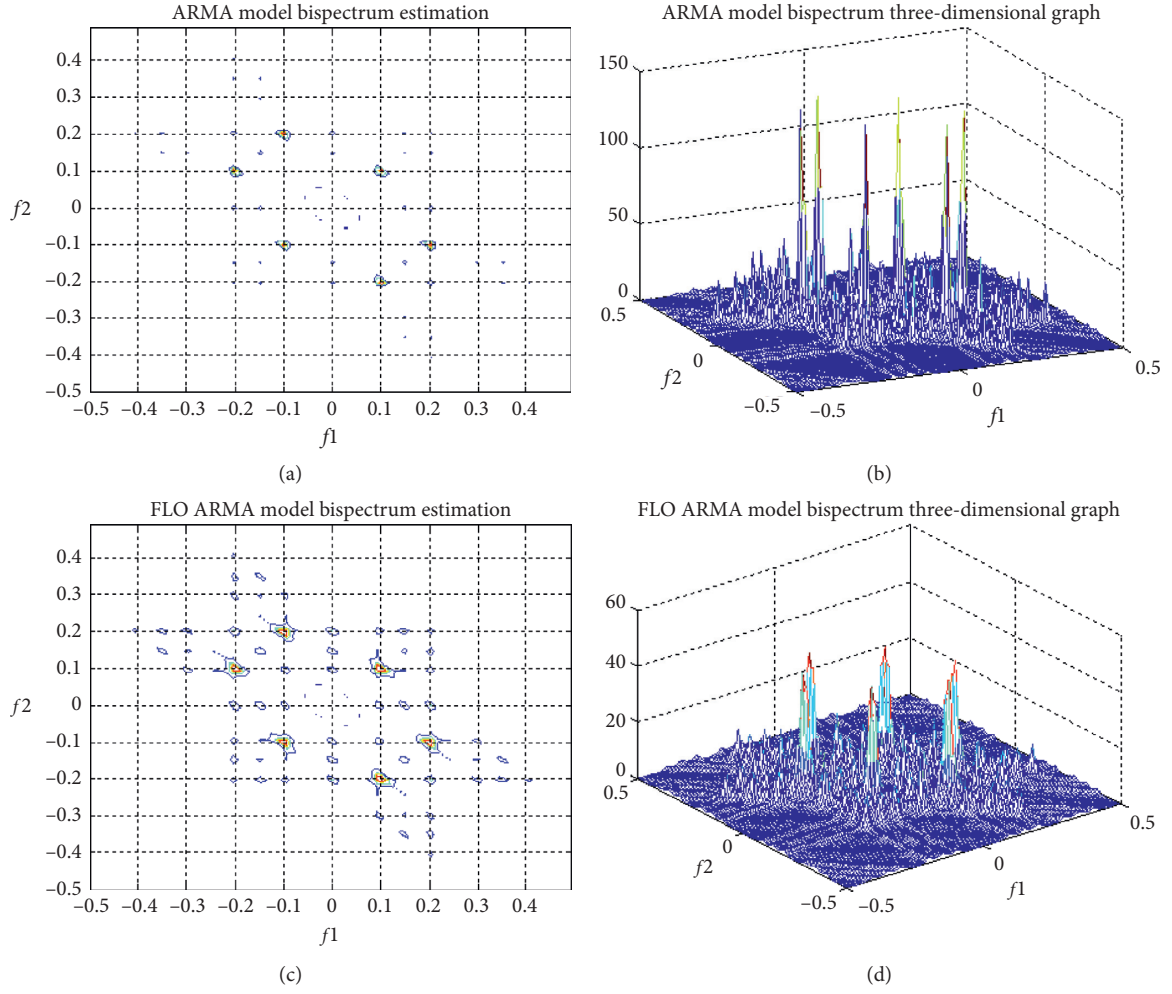 ARMA model bispectrum estimation
0.4
0.3
0.2
0.1
0
–0.1
–0.2
–0.3
–0.4
–0.5
f2
–0.5 –0.4 –0.3 –0.2 –0.1 0 0.1 0.2 0.3 0.4
f1
(a)
ARMA model bispectrum three-dimensional graph
150
100
50
0
0.5
0
–0.5
f2
–0.5
0
0.5
f1
(b)
FLO ARMA model bispectrum estimation
0.4
0.3
0.2
0.1
0
–0.1
–0.2
–0.3
–0.4
–0.5
f2
–0.5 –0.4 –0.3 –0.2 –0.1 0 0.1 0.2 0.3 0.4
f1
(c)
FLO ARMA model bispectrum three-dimensional graph
60
40
20
0
0.5
0
–0.5
f2
–0.5
0
0.5
f1
(d)